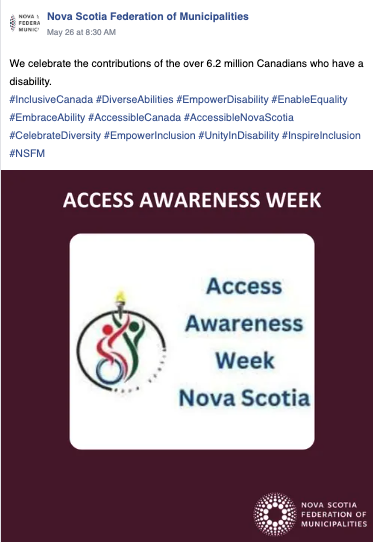 NOVA
FEDERA
MUNIC
Nova Scotia Federation of Municipalities
May 26 at 8:30 AM
We celebrate the contributions of the over 6.2 million Canadians who have a
disability.
#InclusiveCanada #DiverseAbilities #EmpowerDisability #EnableEquality
#EmbraceAbility #AccessibleCanada #AccessibleNovaScotia
#CelebrateDiversity #EmpowerInclusion #UnityInDisability #InspireInclusion
#NSFM
ACCESS AWARENESS WEEK
Access
Awareness
Week
Nova Scotia
NOVA SCOTIA
FEDERATION OF
MUNICIPALITIES